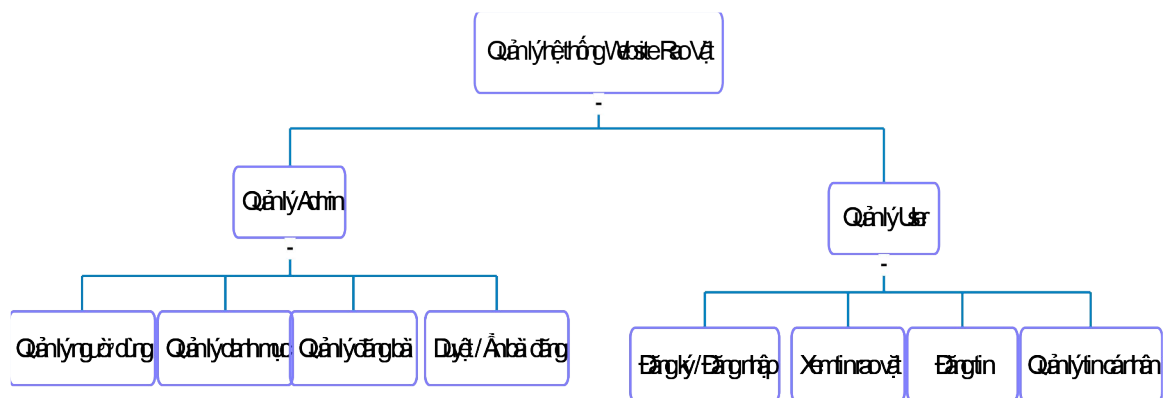 Quản lý hệ thống Website Rao Vặt
Quản lý Admin
Quản lý User
Quản lý người dùng
Quản lý danh mục
Quản lý đăng bài
Duyệt / Ẩn bài đăng
Đăng ký / Đăng nhập
Xem tin rao vặt
Đăng tin
Quản lý tin cá nhân